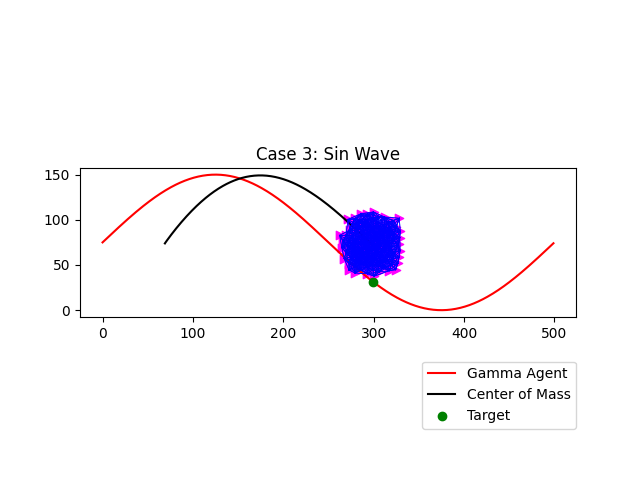 Case 3: Sin Wave
150
100
50
0
0 100 200 300 400 500
Gamma Agent
Center of Mass
Target